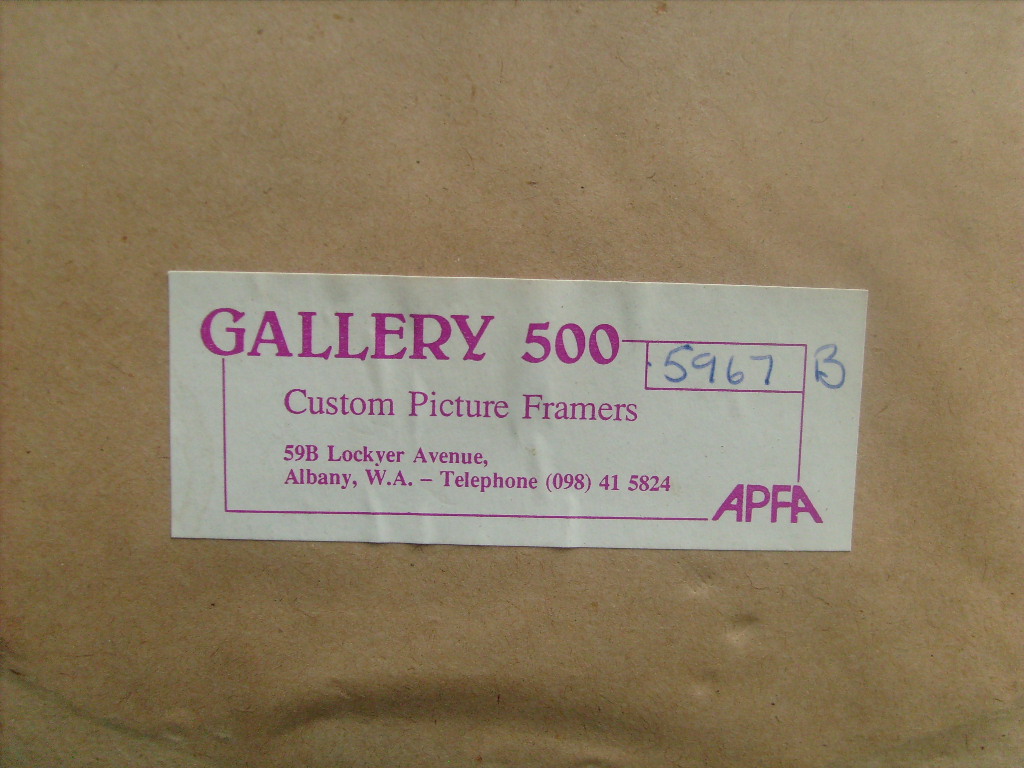 GALLERY 500
5967 B
Custom Picture Framers
59B Lockyer Avenue,
Albany, W.A. – Telephone (098) 41 5824
APFA